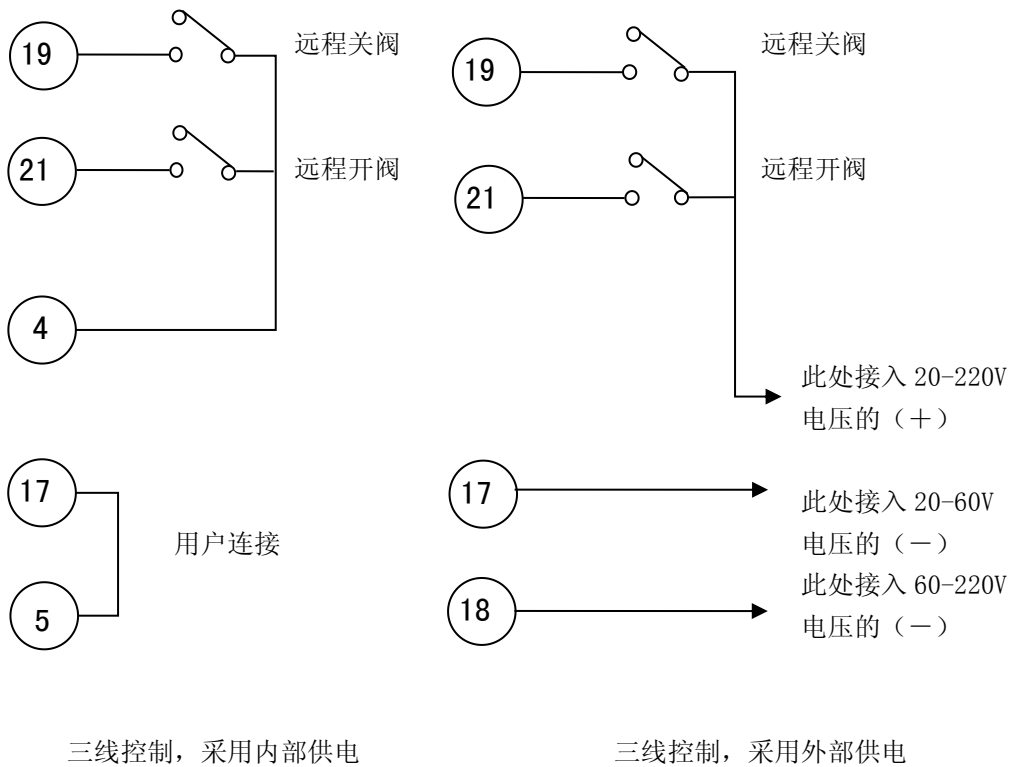 19
远程关阀
21
远程开阀
4
17
用户连接
5
三线控制，采用内部供电
19
远程关阀
21
远程开阀
此处接入 20-220V
电压的（＋）
17
此处接入 20-60V
电压的（－）
18
此处接入 60-220V
电压的（－）
三线控制，采用外部供电